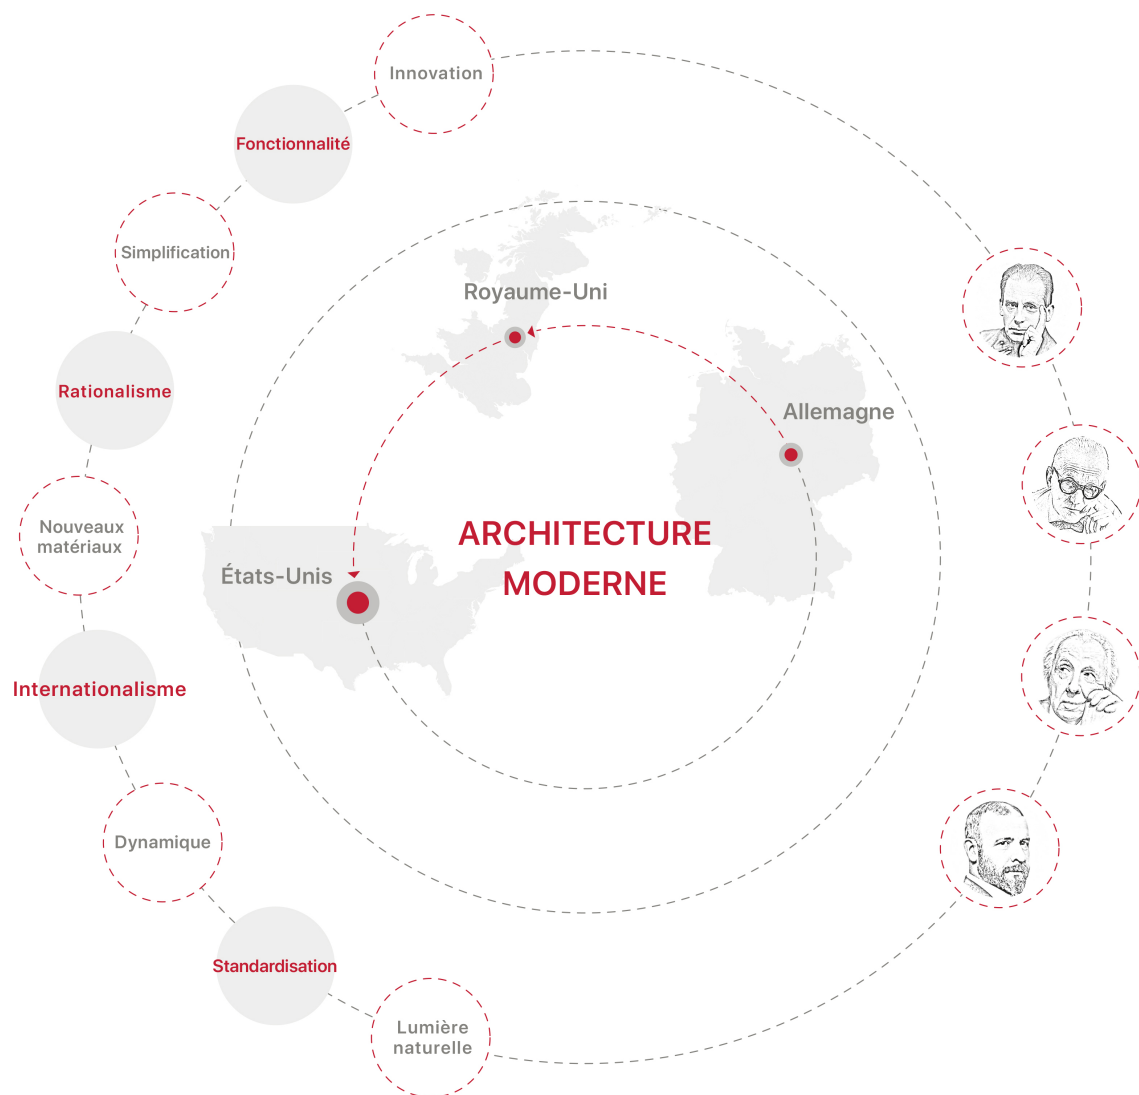 Innovation
Fonctionnalité
Simplification
Royaume-Uni
Rationalisme
Allemagne
Nouveaux
matériaux
ARCHITECTURE
MODERNE
États-Unis
Internationalisme
Dynamique
Standardisation
Lumière
naturelle